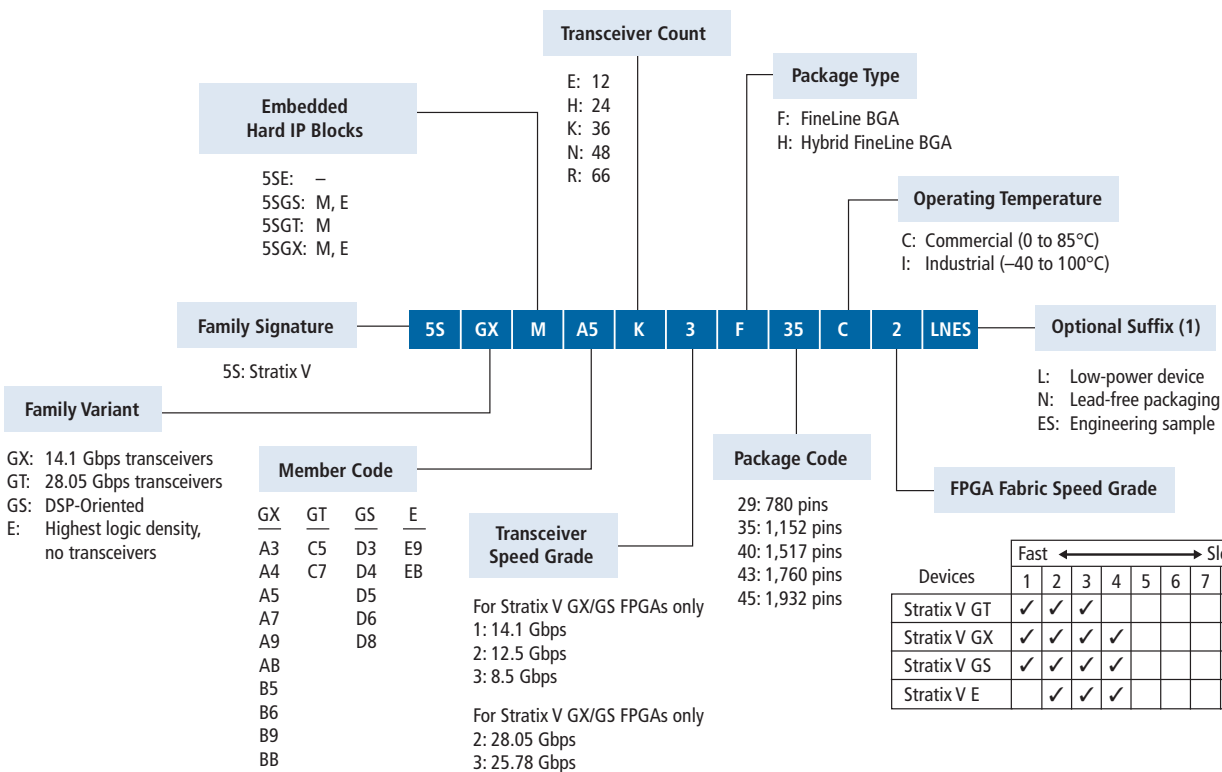 Transceiver Count
E: 12
H: 24
K: 36
N: 48
R: 66
Package Type
F: FineLine BGA
H: Hybrid FineLine BGA
Embedded
Hard IP Blocks
5SE: –
5SGS: M, E
5SGT: M
5SGX: M, E
Operating Temperature
C: Commercial (0 to 85°C)
I: Industrial (–40 to 100°C)
Family Signature
5S: Stratix V
5S GX M A5 K 3 F 35 C 2 LNES
Optional Suffix (1)
L: Low-power device
N: Lead-free packaging
ES: Engineering sample
Family Variant
GX: 14.1 Gbps transceivers
GT: 28.05 Gbps transceivers
GS: DSP-Oriented
E: Highest logic density,
no transceivers
Member Code
GX GT GS E
A3 C5 D3 E9
A4 C7 D4 EB
A5 D5
A7 D6
A9 D8
AB
B5
B6
B9
BB
Transceiver
Speed Grade
For Stratix V GX/GS FPGAs only
1: 14.1 Gbps
2: 12.5 Gbps
3: 8.5 Gbps
For Stratix V GX/GS FPGAs only
2: 28.05 Gbps
3: 25.78 Gbps
Package Code
29: 780 pins
35: 1,152 pins
40: 1,517 pins
43: 1,760 pins
45: 1,932 pins
FPGA Fabric Speed Grade
Fast
Devices 1 2 3 4 5 6 7
Stratix V GT ✓ ✓ ✓
Stratix V GX ✓ ✓ ✓ ✓
Stratix V GS ✓ ✓ ✓ ✓
Stratix V E ✓ ✓ ✓